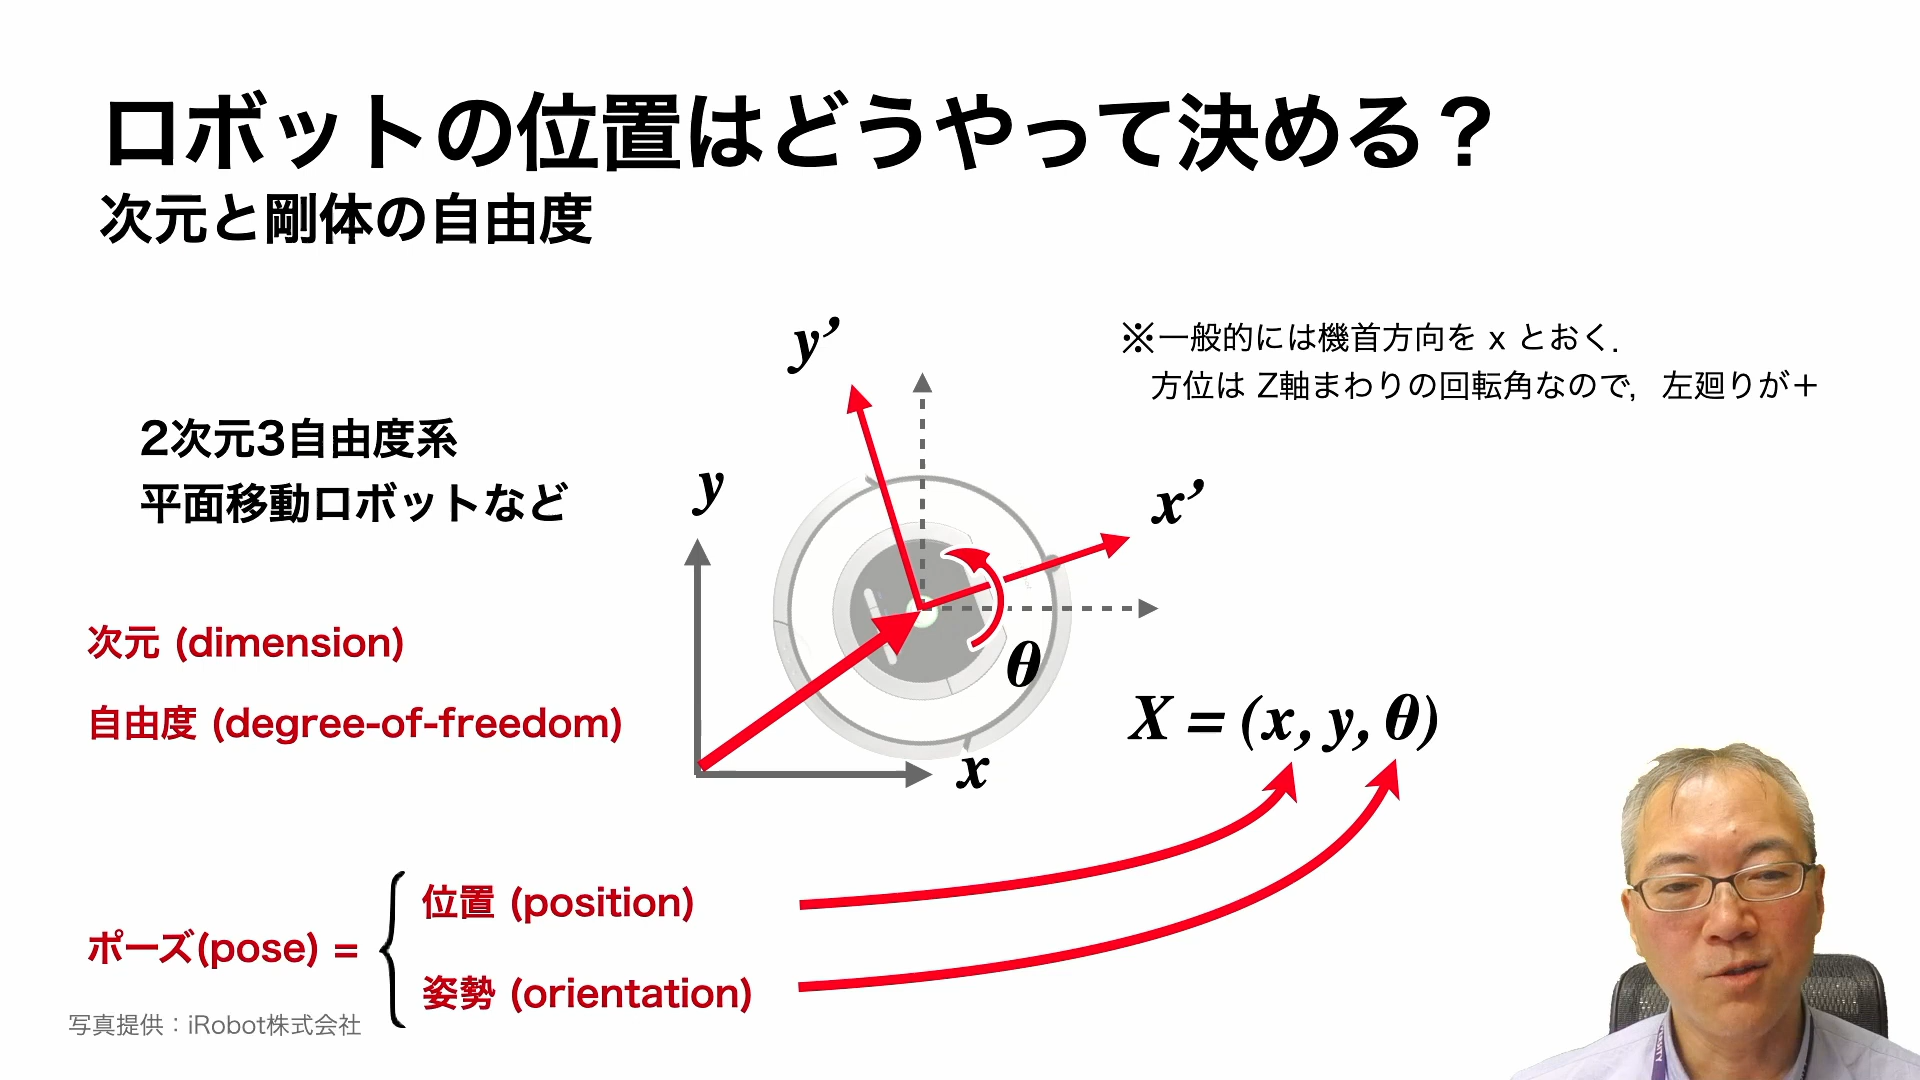 ロボットの位置はどうやって決める？
次元と剛体の自由度
※一般的には機首方向を x とおく．
方位は Z軸まわりの回転角なので，左廻りが＋
2次元3自由度系
平面移動ロボットなど
次元 (dimension)
自由度 (degree-of-freedom)
y’
y
x’
θ
x
X = (x, y, θ)
ポーズ(pose) =
位置 (position)
姿勢 (orientation)
写真提供：iRobot株式会社